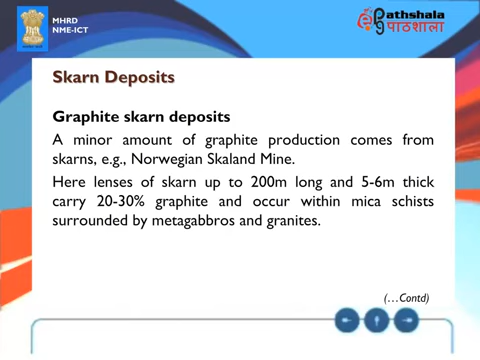 MHRD
NME-ICT
epathshala
पाठशाला
Skarn Deposits
Graphite skarn deposits
A minor amount of graphite production comes from
skarns, e.g., Norwegian Skaland Mine.
Here lenses of skarn up to 200m long and 5-6m thick
carry 20-30% graphite and occur within mica schists
surrounded by metagabbros and granites.
(…Contd)